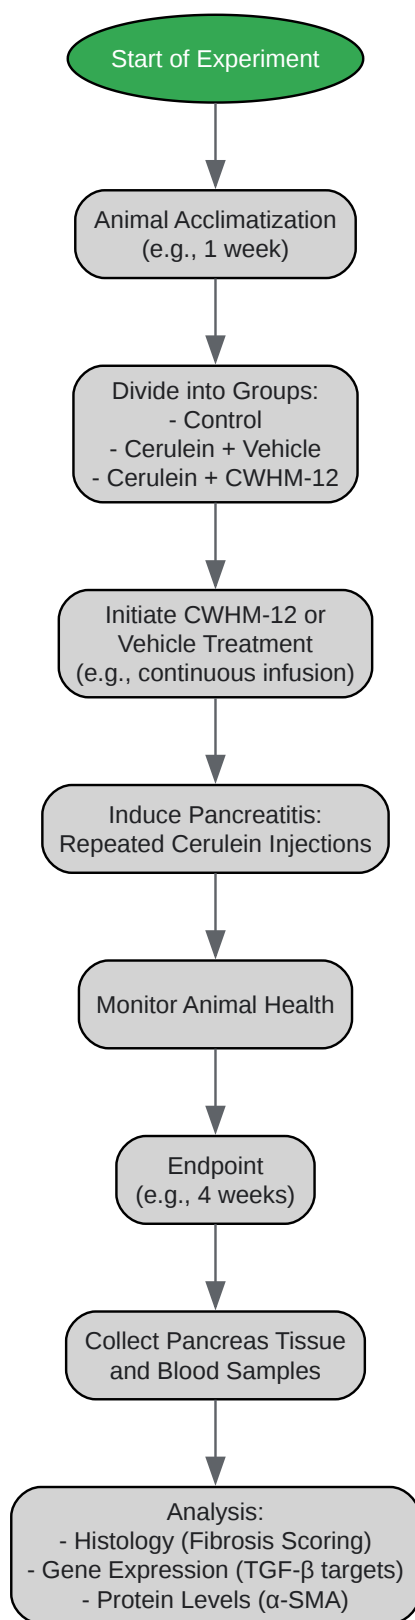 Start of Experiment
Animal Acclimatization
(e.g., 1 week)
Divide into Groups:
- Control
- Cerulein + Vehicle
- Cerulein + CWHM-12
Initiate CWHM-12 or
Vehicle Treatment
(e.g., continuous infusion)
Induce Pancreatitis:
Repeated Cerulein Injections
Monitor Animal Health
Endpoint
(e.g., 4 weeks)
Collect Pancreas Tissue
and Blood Samples
Analysis:
- Histology (Fibrosis Scoring)
- Gene Expression (TGF-β targets)
- Protein Levels (α-SMA)